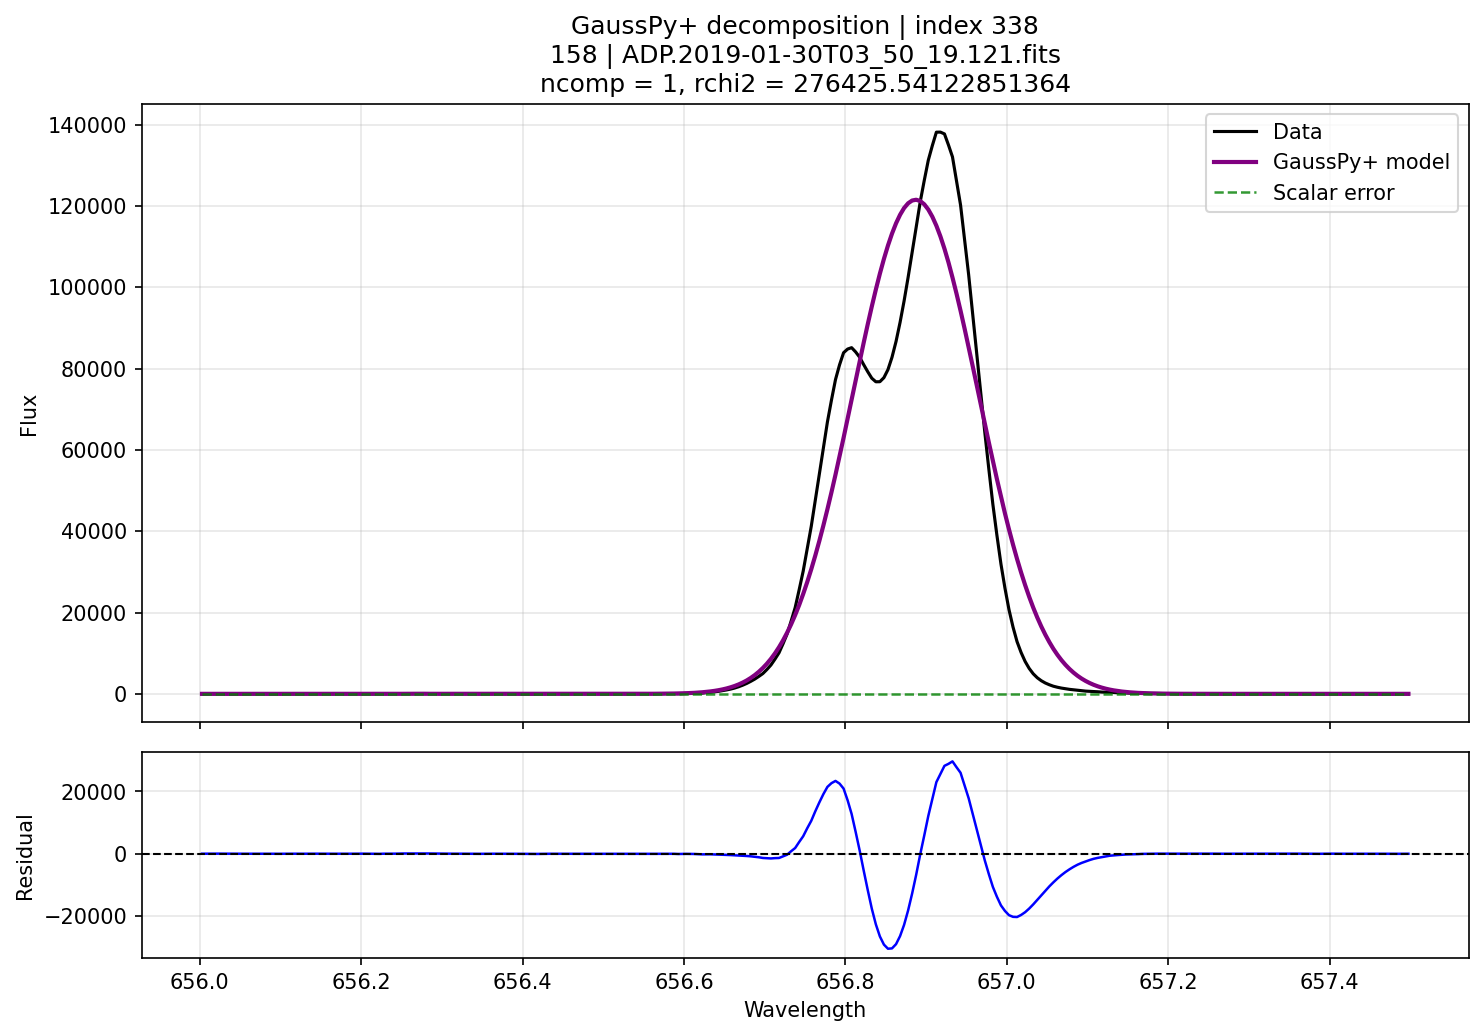 GaussPy+ decomposition | index 338
158 | ADP.2019-01-30T03_50_19.121.fits
ncomp = 1, rchi2 = 276425.54122851364
Data
GaussPy+ model
Scalar error
140000
120000
100000
80000
60000
40000
20000
0
Flux
20000
0
−20000
Residual
656.0
656.2
656.4
656.6
656.8
657.0
657.2
657.4
Wavelength